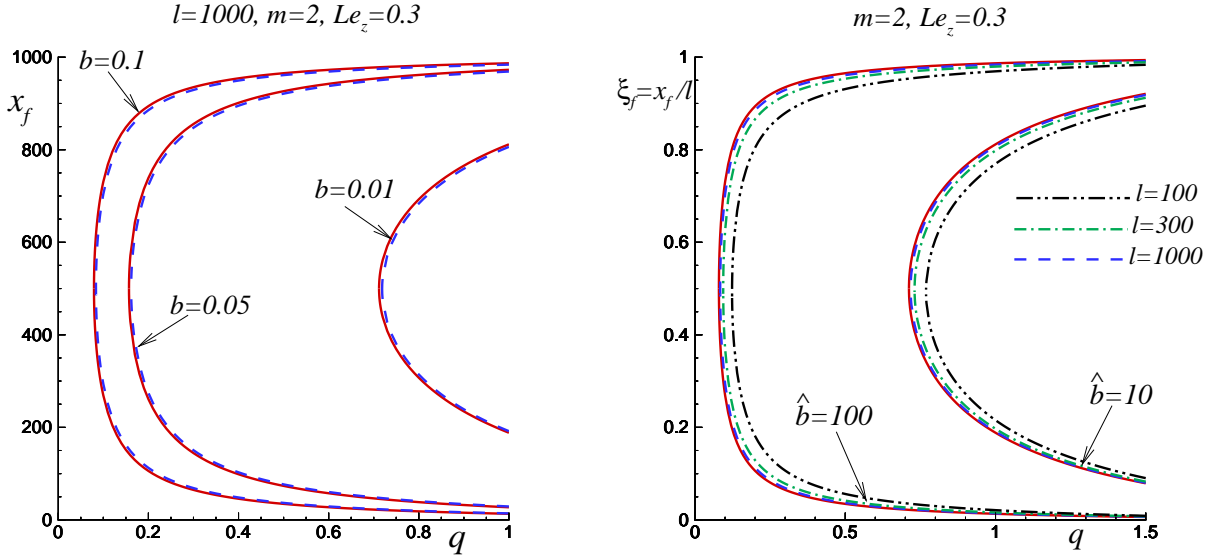 l=1000, m=2, Le_z=0.3
1000
x_f
800
600
400
200
0
b=0.1
b=0.01
b=0.05
0 0.2 0.4 0.6 0.8 1
q
m=2, Le_z=0.3
1
ξ_f=x_f/l
0.8
0.6
0.4
0.2
0
l=100
l=300
l=1000
b̂=100
b̂=10
0 0.5 1 1.5
q